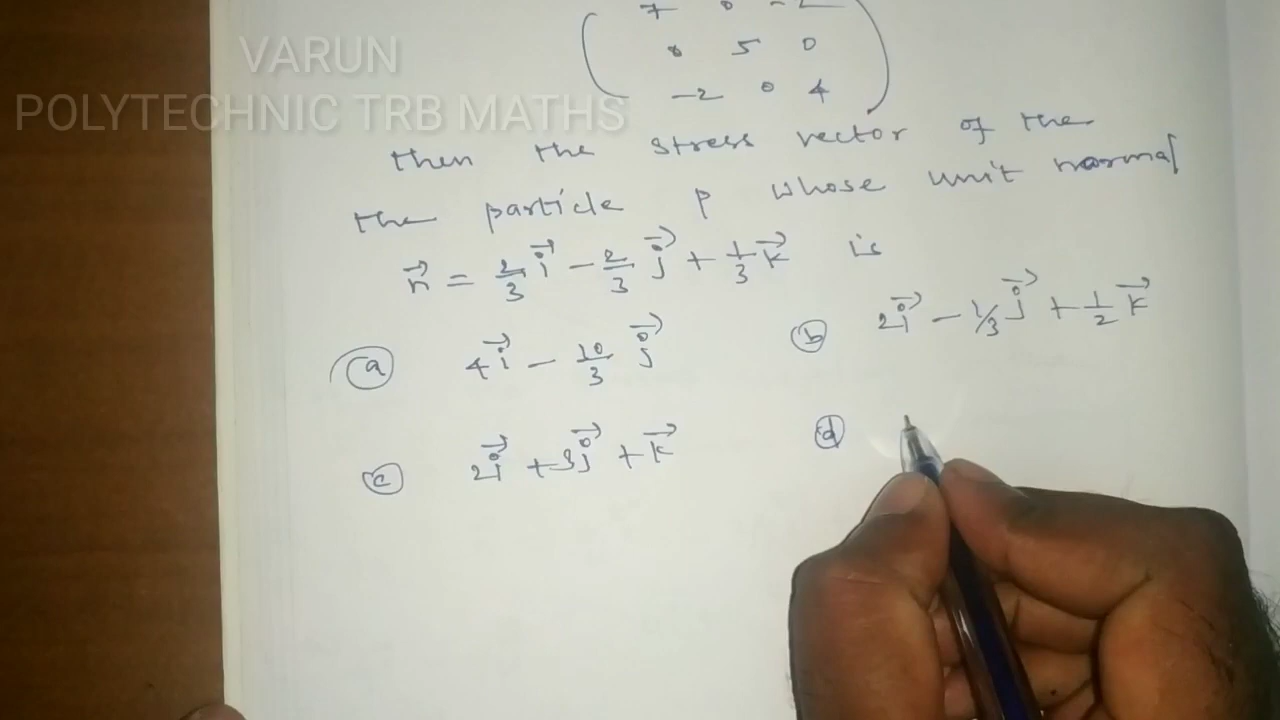 VARUN
POLYTECHNIC TRB MATHS
7 0 -2
0 5 0
-2 0 4
then the stress vector of the
the particle p whose unit normal
n⃗ = 2/3 i⃗ - 2/3 j⃗ + 1/3 k⃗ is
(a) 4i⃗ - 10/3 j⃗
(b) 2i⃗ - 1/3 j⃗ + 1/2 k⃗
(c) 2i⃗ + 3j⃗ + k⃗
(d)